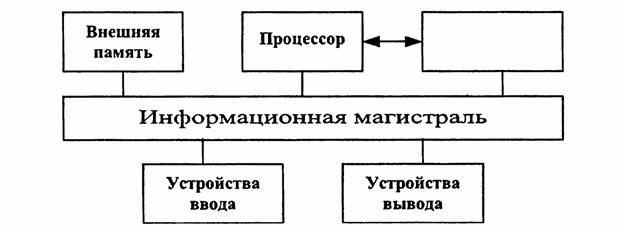 Внешняя
память
Процессор
Информационная магистраль
Устройства
ввода
Устройства
вывода